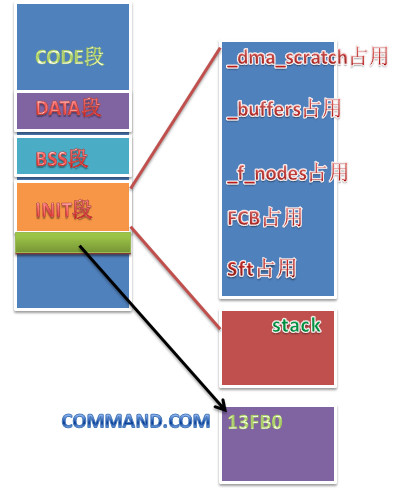 CODE段
DATA段
BSS段
INIT段
_dma_scratch占用
_buffers占用
_f_nodes占用
FCB占用
Sft占用
stack
COMMAND.COM
13FB0